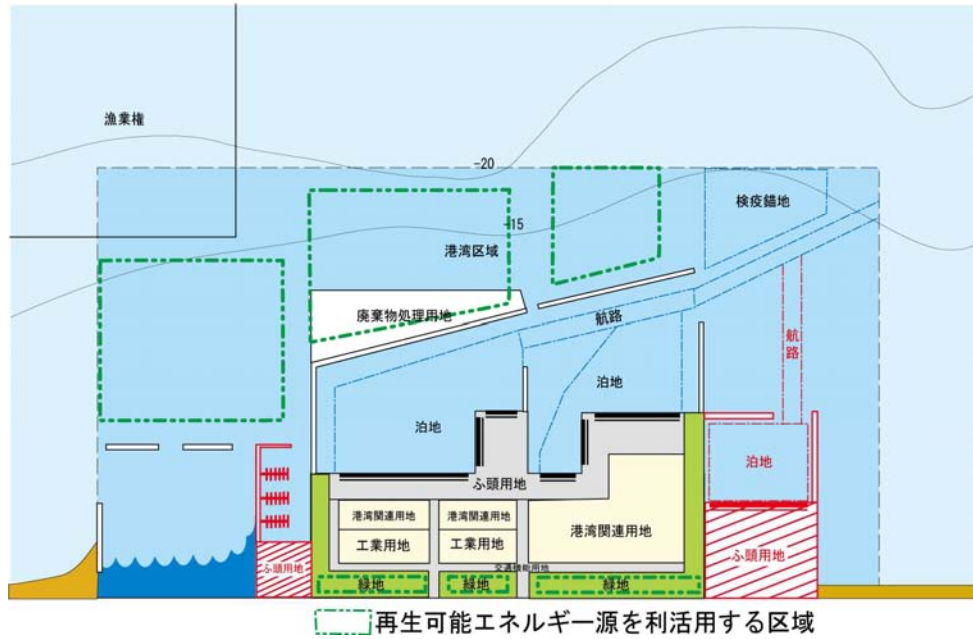 漁業権
-20
検疫錨地
-15
港湾区域
廃棄物処理用地
航路
航路
泊地
泊地
泊地
ふ頭用地
港湾関連用地
港湾関連用地
港湾関連用地
工業用地
工業用地
ふ頭用地
ふ頭用地
交通機能用地
緑地
緑地
緑地
再生可能エネルギー源を利活用する区域